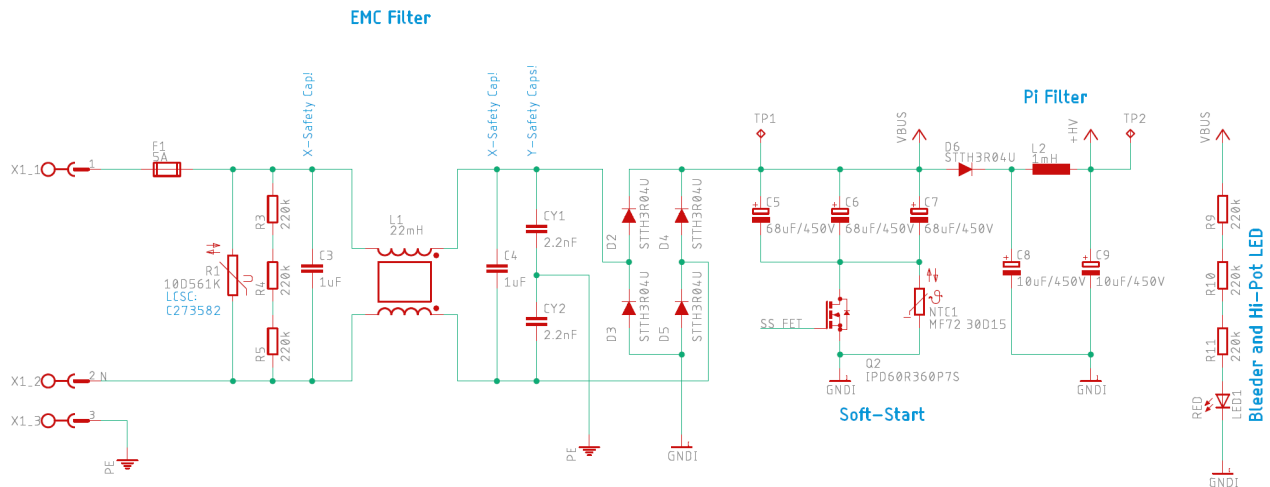 EMC Filter
X-Safety Cap!
X-Safety Cap!
Y-Safety Caps!
Pi Filter
TP1
VBUS
+HV
TP2
VBUS
X1_1
1
F1
5A
D6
STTH3R04U
L2
1mH
R3
220k
L1
22mH
CY1
2.2nF
D2
STTH3R04U
D4
STTH3R04U
C5
68uF/450V
C6
68uF/450V
C7
68uF/450V
R9
220k
R1
10D561K
LCSC:
C273582
U
R4
220k
C3
1uF
C4
1uF
C8
10uF/450V
C9
10uF/450V
R10
220k
CY2
2.2nF
D3
STTH3R04U
D5
STTH3R04U
SS_FET
NTC1
MF72 30D15
R5
220k
R11
220k
X1_2
2
N
Q2
IPD60R360P7S
GNDI
GNDI
Soft-Start
RED
LED1
Bleeder and Hi-Pot LED
X1_3
3
PE
PE
GNDI
GNDI